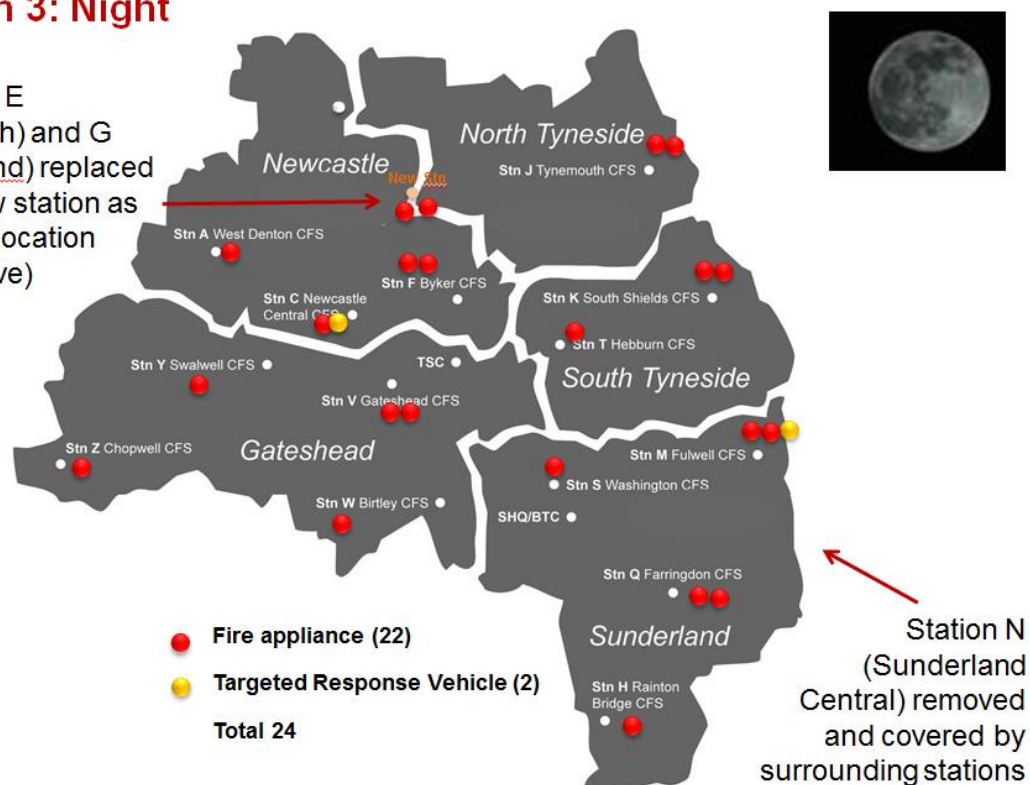 3: Night
E
and G
replaced
station as
North Tyneside
Newcastle
Stn J Tynemouth CFS
New Stn
Stn A West Denton CFS
Stn F Byker CFS
Stn C Newcastle
Central CFS
Stn K South Shields CFS
Stn T Hebburn CFS
South Tyneside
Stn Y Swalwell CFS
TSC
Stn V Gateshead CFS
Gateshead
Stn Z Chopwell CFS
Stn M Fulwell CFS
Stn S Washington CFS
Stn W Birtley CFS
SHQ/BTC
Stn Q Farringdon CFS
Sunderland
Stn H Rainton
Bridge CFS
Fire appliance (22)
Targeted Response Vehicle (2)
Total 24
Station N
(Sunderland
Central) removed
and covered by
surrounding stations